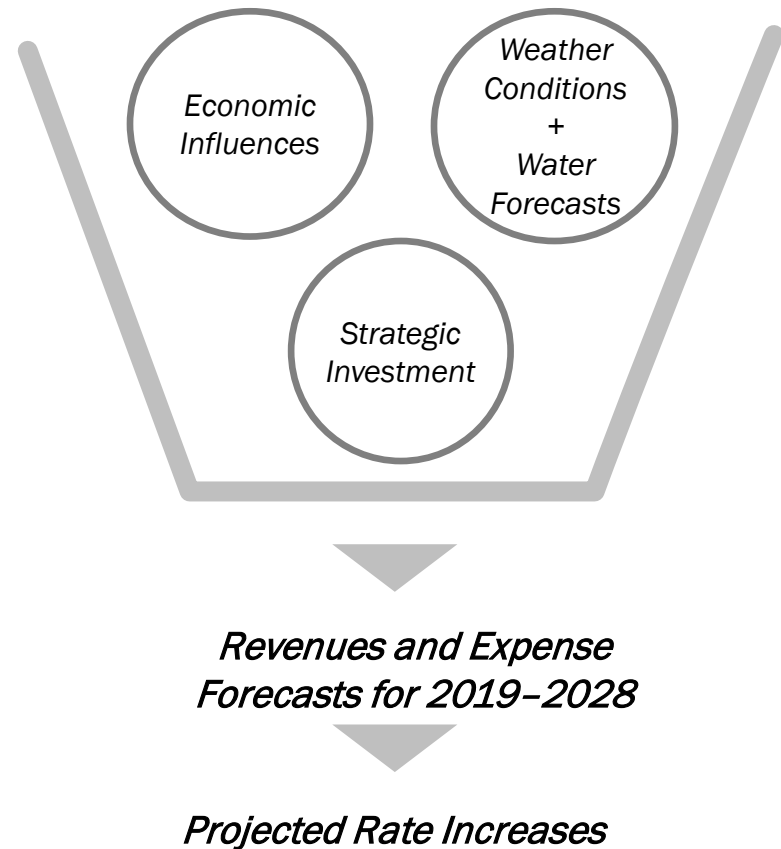 Economic
Influences
Weather
Conditions
+
Water
Forecasts
Strategic
Investment
Revenues and Expense
Forecasts for 2019–2028
Projected Rate Increases